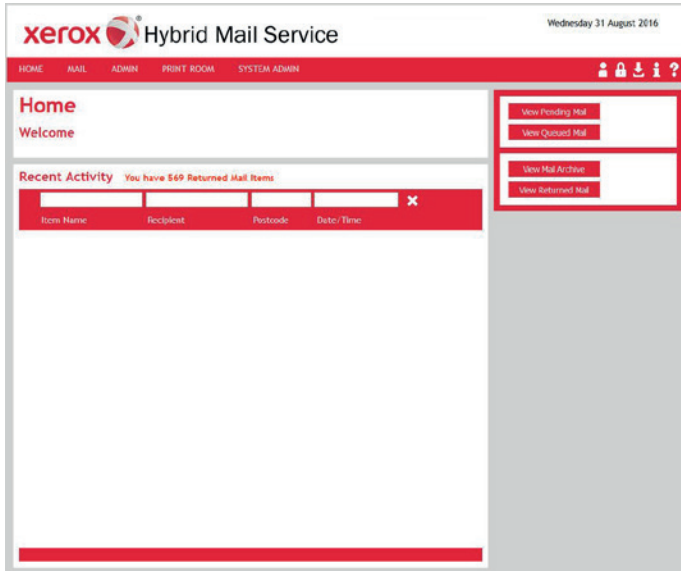 xerox® Hybrid Mail Service
Wednesday 31 August 2016
HOME MAIL ADMIN PRINT ROOM SYSTEM ADMIN
Home
Welcome
View Pending Mail
View Queued Mail
View Mail Archive
View Returned Mail
Recent Activity You have 569 Returned Mail Items
Item Name Recipient Postcode Date/Time